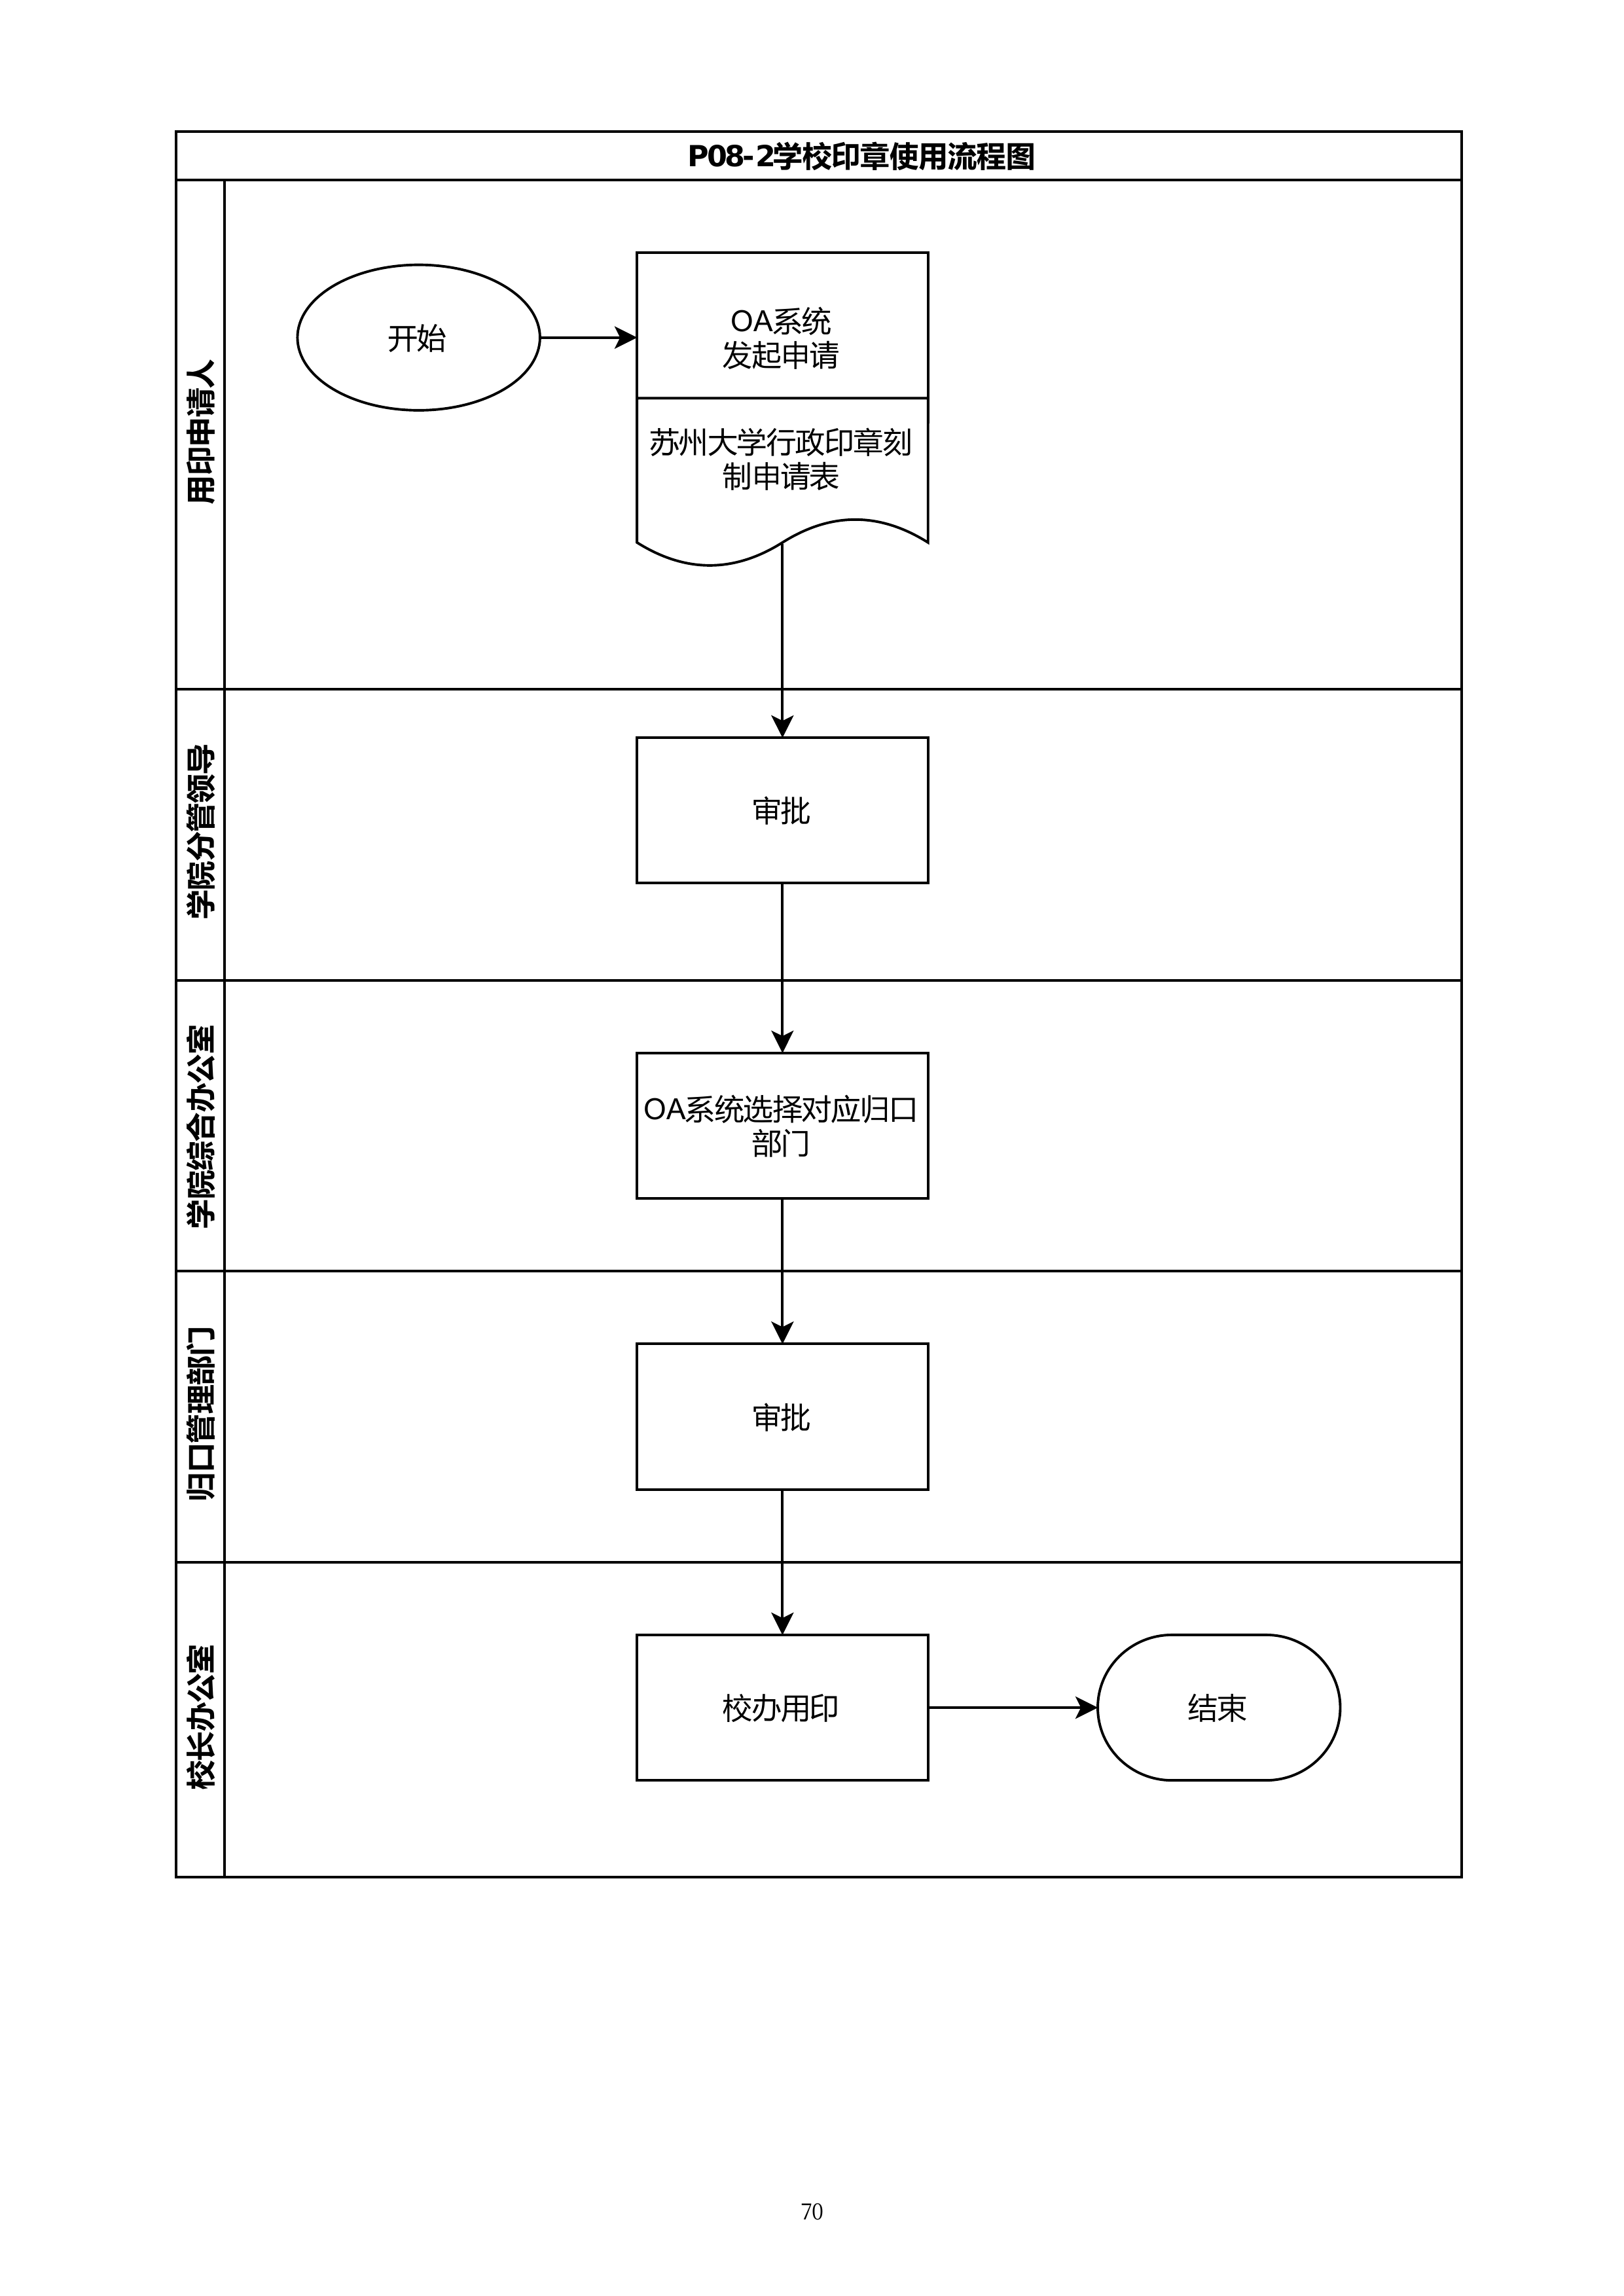 P08-2学校印章使用流程图
用印申请人
开始
OA系统
发起申请
苏州大学行政印章刻
制申请表
学院分管领导
审批
学院综合办公室
OA系统选择对应归口
部门
归口管理部门
审批
校长办公室
校办用印
结束
70